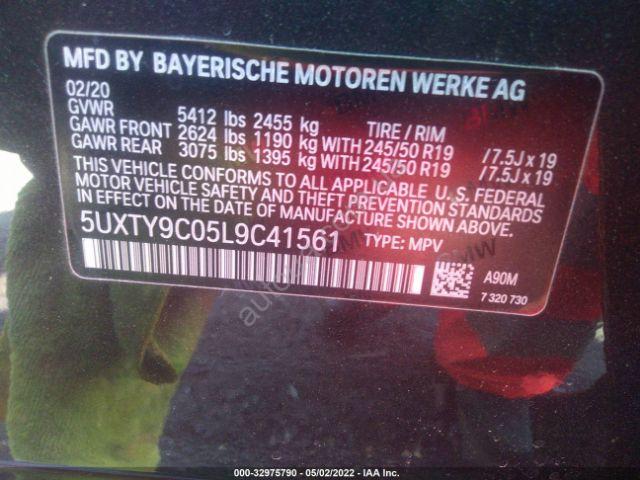 MFD BY BAYERISCHE MOTOREN WERKE AG
02/20
GVWR 5412 lbs 2455 kg TIRE / RIM
GAWR FRONT 2624 lbs 1190 kg WITH 245/50 R19 /7.5J x 19
GAWR REAR 3075 lbs 1395 kg WITH 245/50 R19 /7.5J x 19
THIS VEHICLE CONFORMS TO ALL APPLICABLE U. S. FEDERAL
MOTOR VEHICLE SAFETY AND THEFT PREVENTION STANDARDS
IN EFFECT ON THE DATE OF MANUFACTURE.
5UXTY9C05L9C41561 TYPE: MPV
A90M
7 320 730
000-32975790 - 05/02/2022 - IAA Inc.